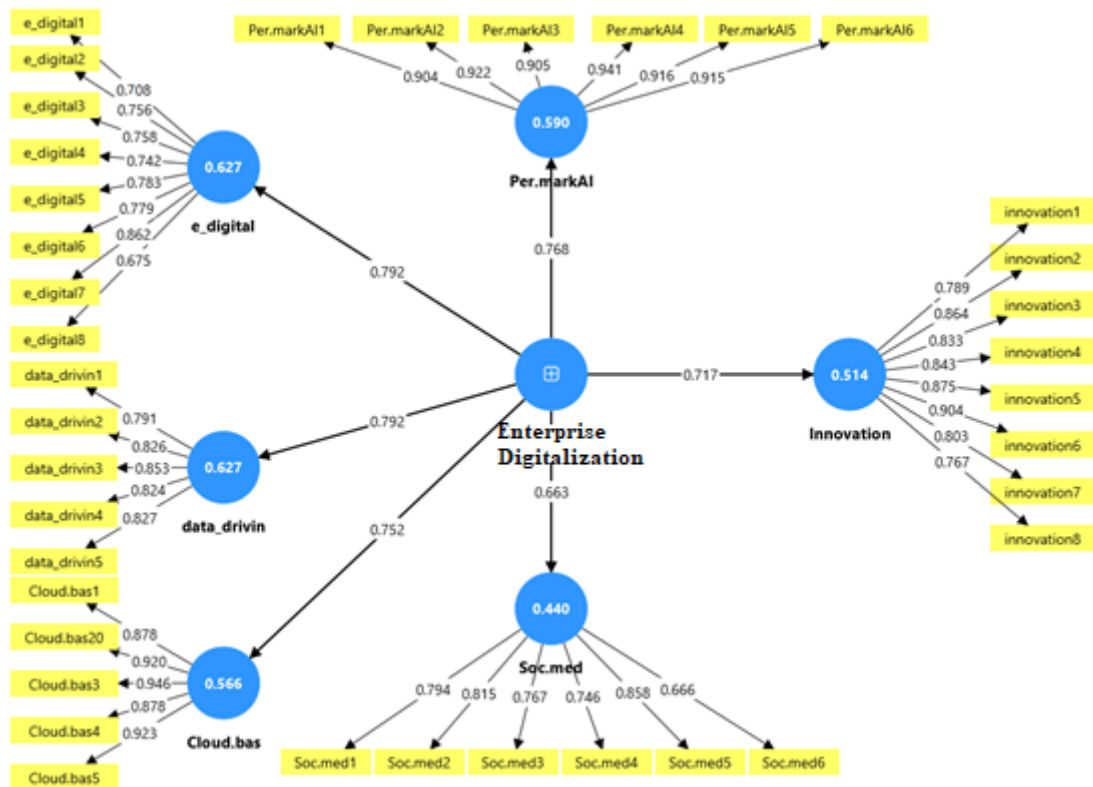 e_digital1
e_digital2
e_digital3
e_digital4
e_digital5
e_digital6
e_digital7
e_digital8
0.708
0.756
0.758
0.742
0.783
0.779
0.862
0.675
0.627
e_digital
Per.markAI1
Per.markAI2
Per.markAI3
Per.markAI4
Per.markAI5
Per.markAI6
0.904
0.922
0.905
0.941
0.916
0.915
0.590
Per.markAI
0.768
0.792
0.792
0.752
0.717
0.663
Enterprise
Digitalization
data_drivin1
data_drivin2
data_drivin3
data_drivin4
data_drivin5
0.791
0.826
0.853
0.824
0.827
0.627
data_drivin
Cloud.bas1
Cloud.bas20
Cloud.bas3
Cloud.bas4
Cloud.bas5
0.878
0.920
0.946
0.878
0.923
0.566
Cloud.bas
0.440
Soc.med
0.794
0.815
0.767
0.746
0.858
0.666
Soc.med1
Soc.med2
Soc.med3
Soc.med4
Soc.med5
Soc.med6
0.514
Innovation
0.789
0.864
0.833
0.843
0.875
0.904
0.803
0.767
innovation1
innovation2
innovation3
innovation4
innovation5
innovation6
innovation7
innovation8